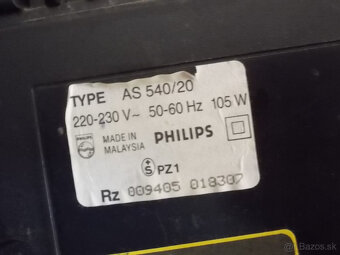 TYPE AS 540/20
220-230 V~ 50-60 Hz 105 W
PHILIPS MADE IN MALAYSIA PHILIPS
S PZ1
Rz 009405 018307
bazos.sk